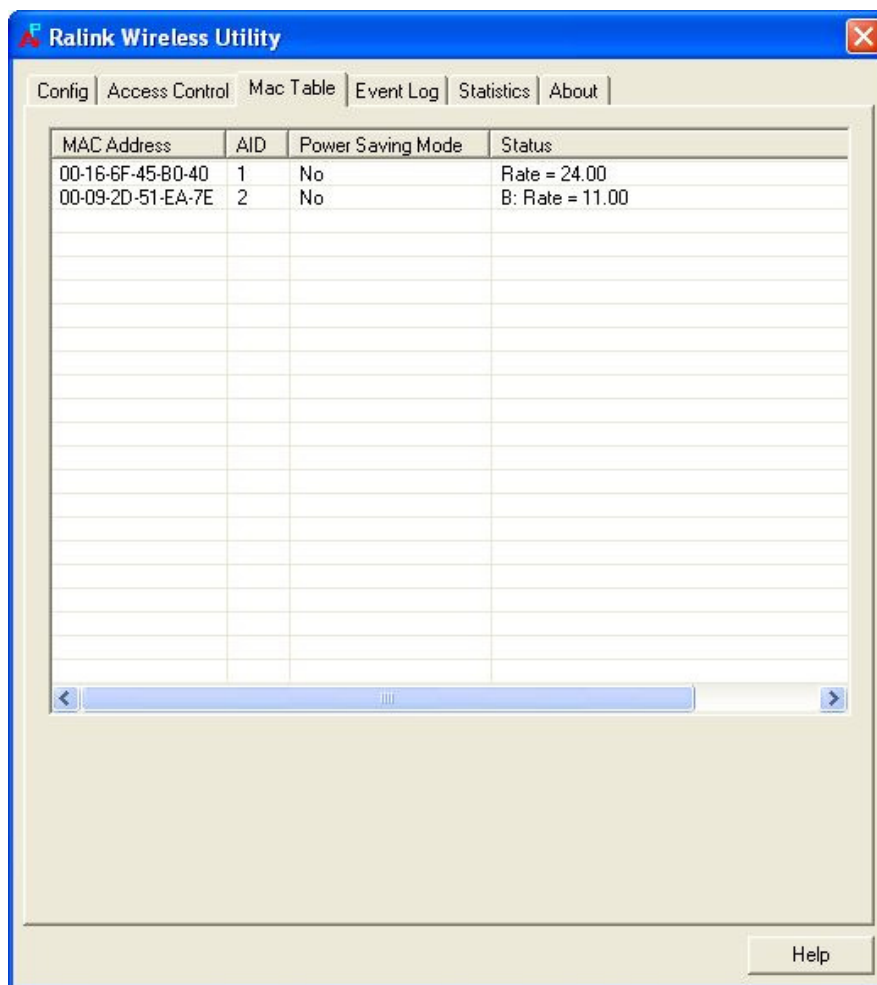 Ralink Wireless Utility
Config Access Control Mac Table Event Log Statistics About
MAC Address AID Power Saving Mode Status
00-16-6F-45-B0-40 1 No Rate = 24.00
00-09-2D-51-EA-7E 2 No B: Rate = 11.00
Help